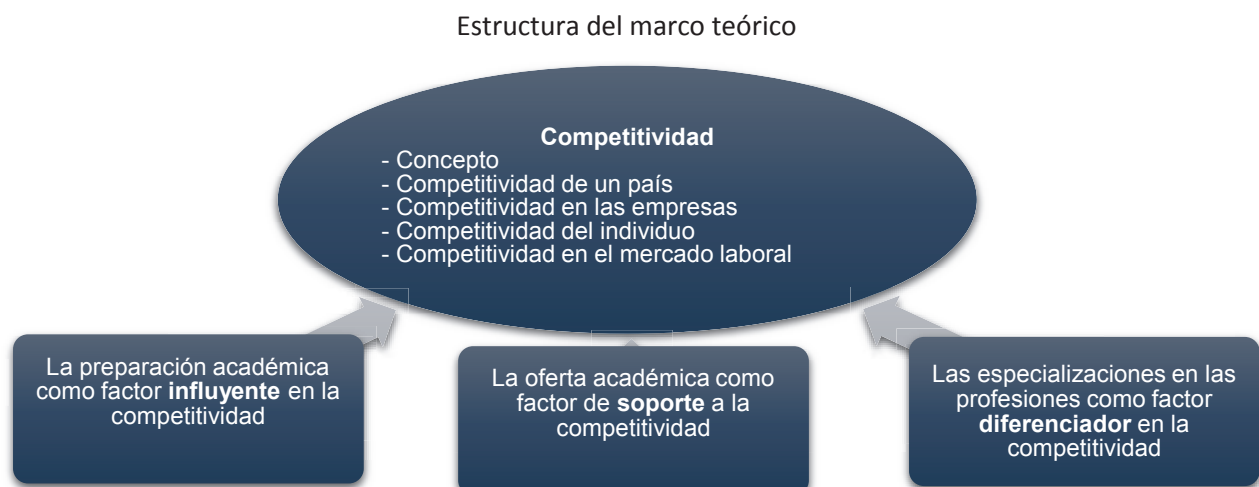 Estructura del marco teórico
Competitividad
- Concepto
- Competitividad de un país
- Competitividad en las empresas
- Competitividad del individuo
- Competitividad en el mercado laboral
La preparación académica
como factor influyente en la
competitividad
La oferta académica como
factor de soporte a la
competitividad
Las especializaciones en las
profesiones como factor
diferenciador en la
competitividad